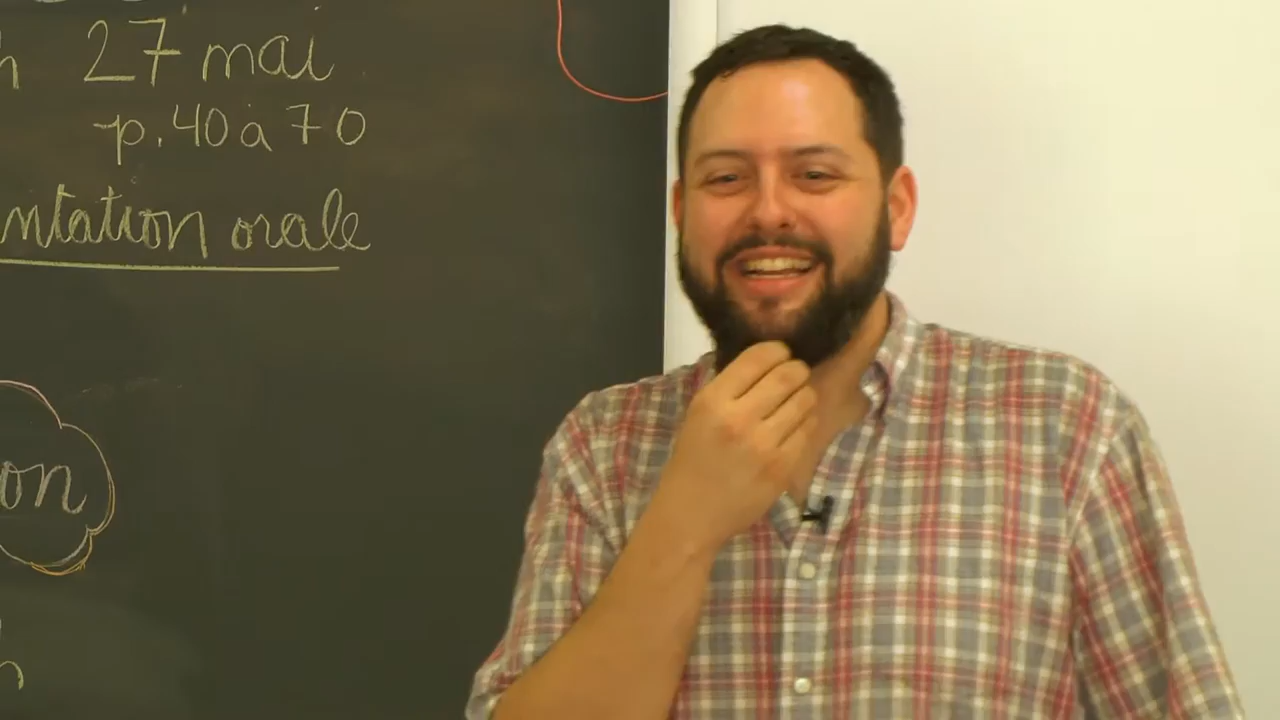 h 27 mai
p. 40 à 70
ntation orale
on